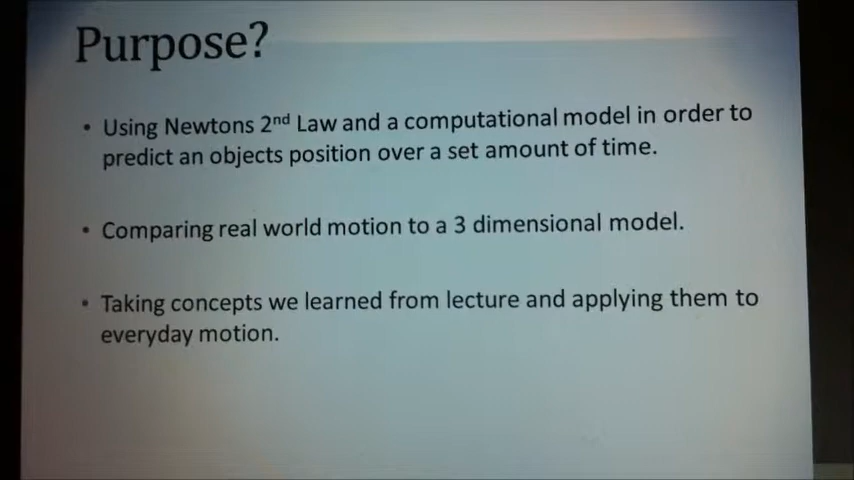 Purpose?
• Using Newtons 2nd Law and a computational model in order to
predict an objects position over a set amount of time.
• Comparing real world motion to a 3 dimensional model.
• Taking concepts we learned from lecture and applying them to
everyday motion.